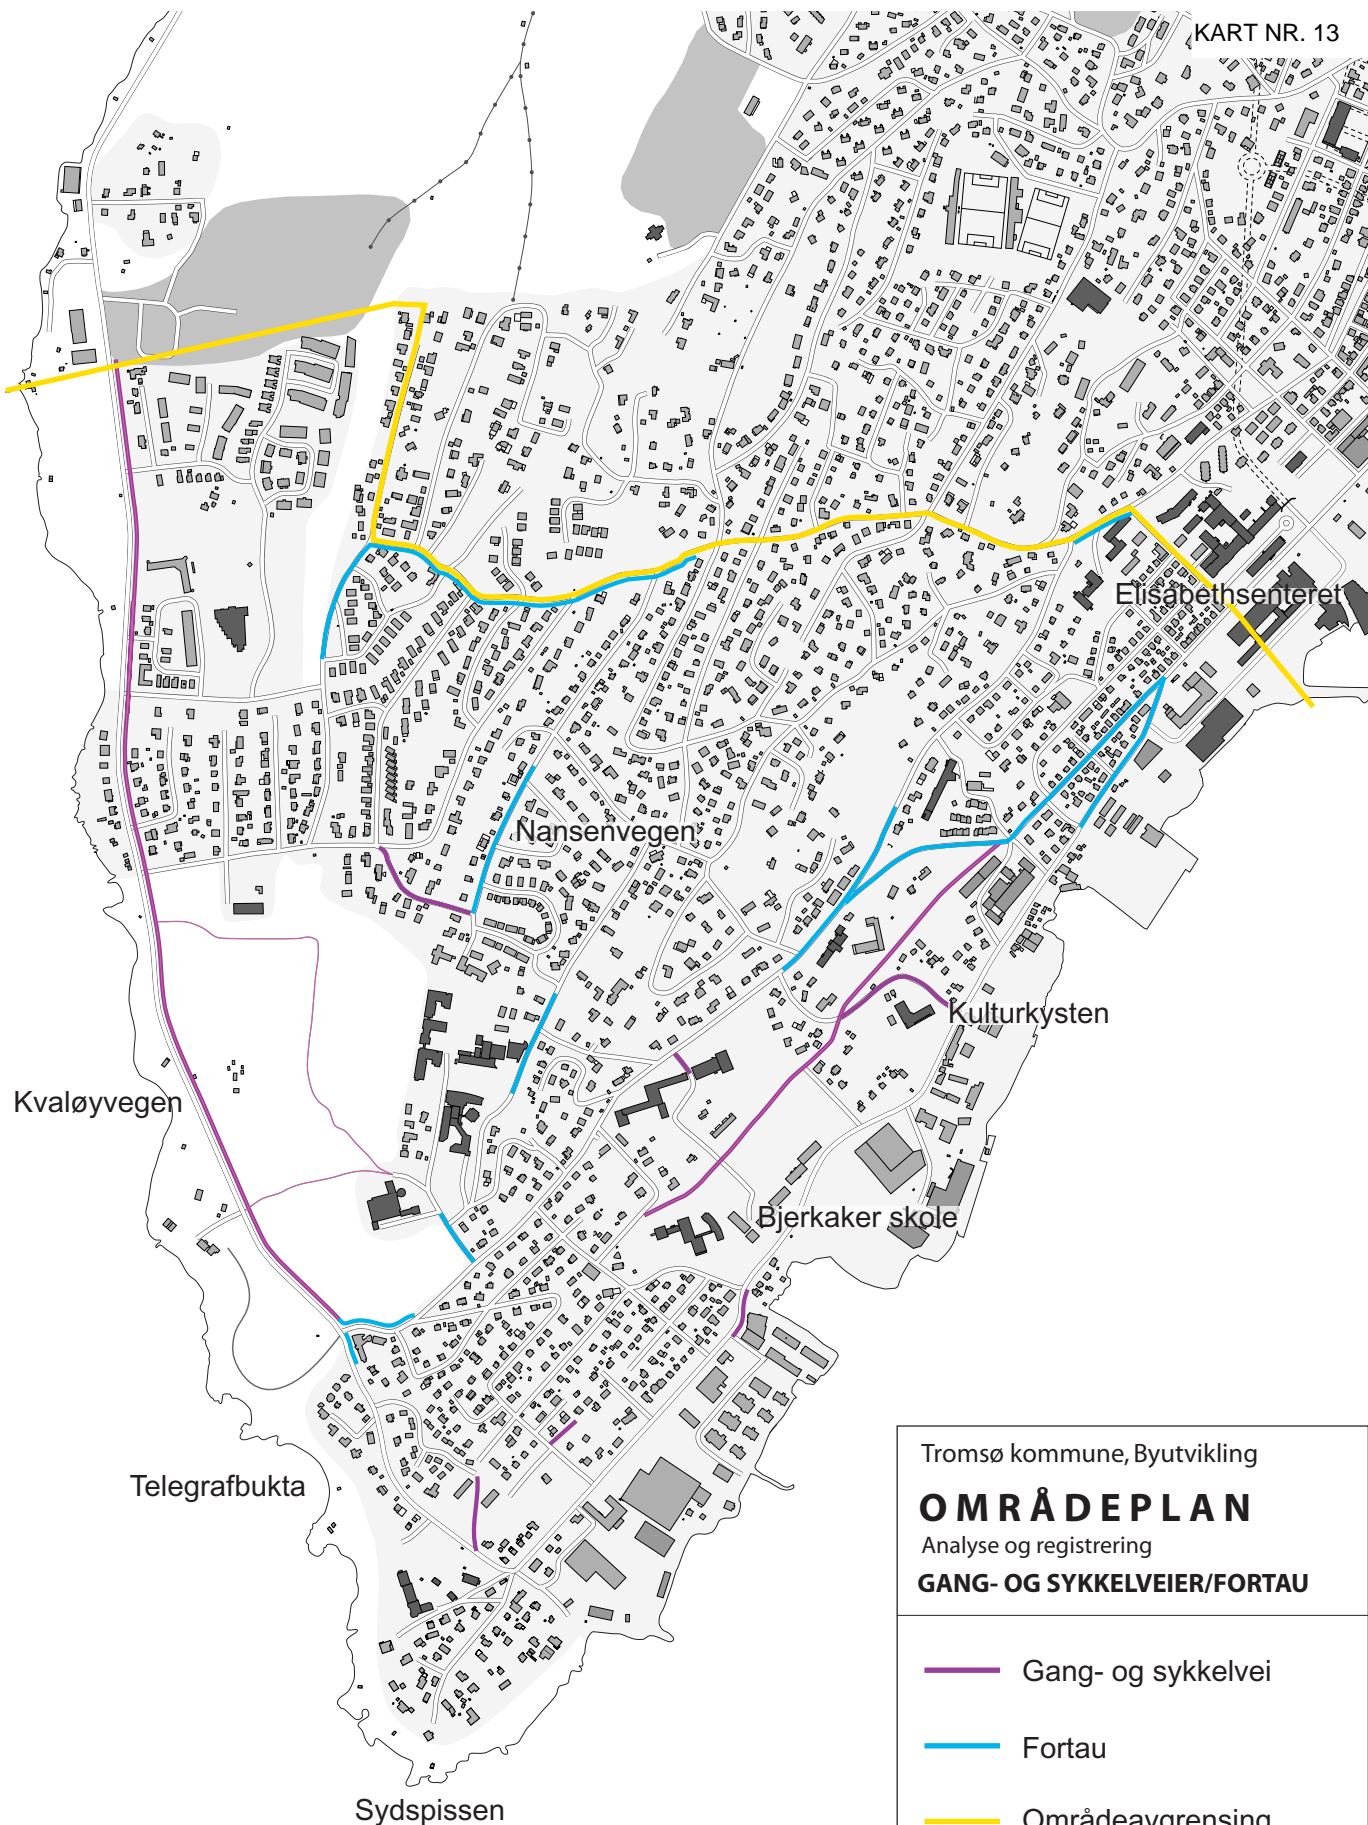 KART NR. 13
Elisabethsenteret
Nansenvegen
Kulturkysten
Kvaløyvegen
Bjerkaker skole
Telegrafbukta
Sydspissen
Tromsø kommune, Byutvikling
OMRÅDEPLAN
Analyse og registrering
GANG- OG SYKKELVEIER/FORTAU
Gang- og sykkelvei
Fortau
Områdeavgrensing